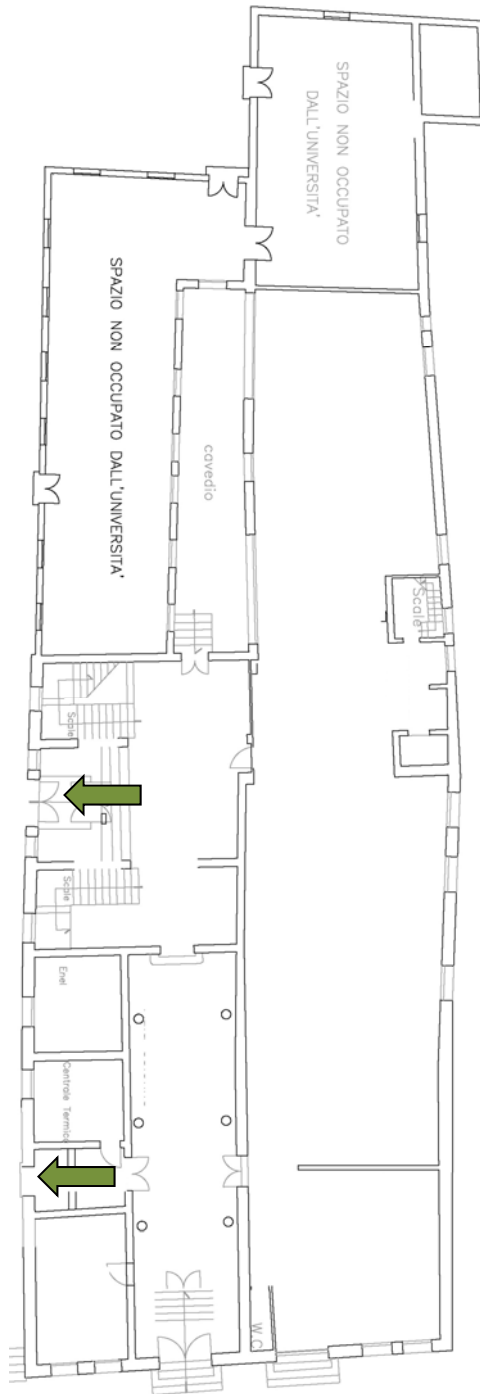 SPAZIO NON OCCUPATO
DALL'UNIVERSITA'
SPAZIO NON OCCUPATO DALL'UNIVERSITA'
cavedio
Scale
Scale
Scale
Enel
Centrale Termica
W.C.